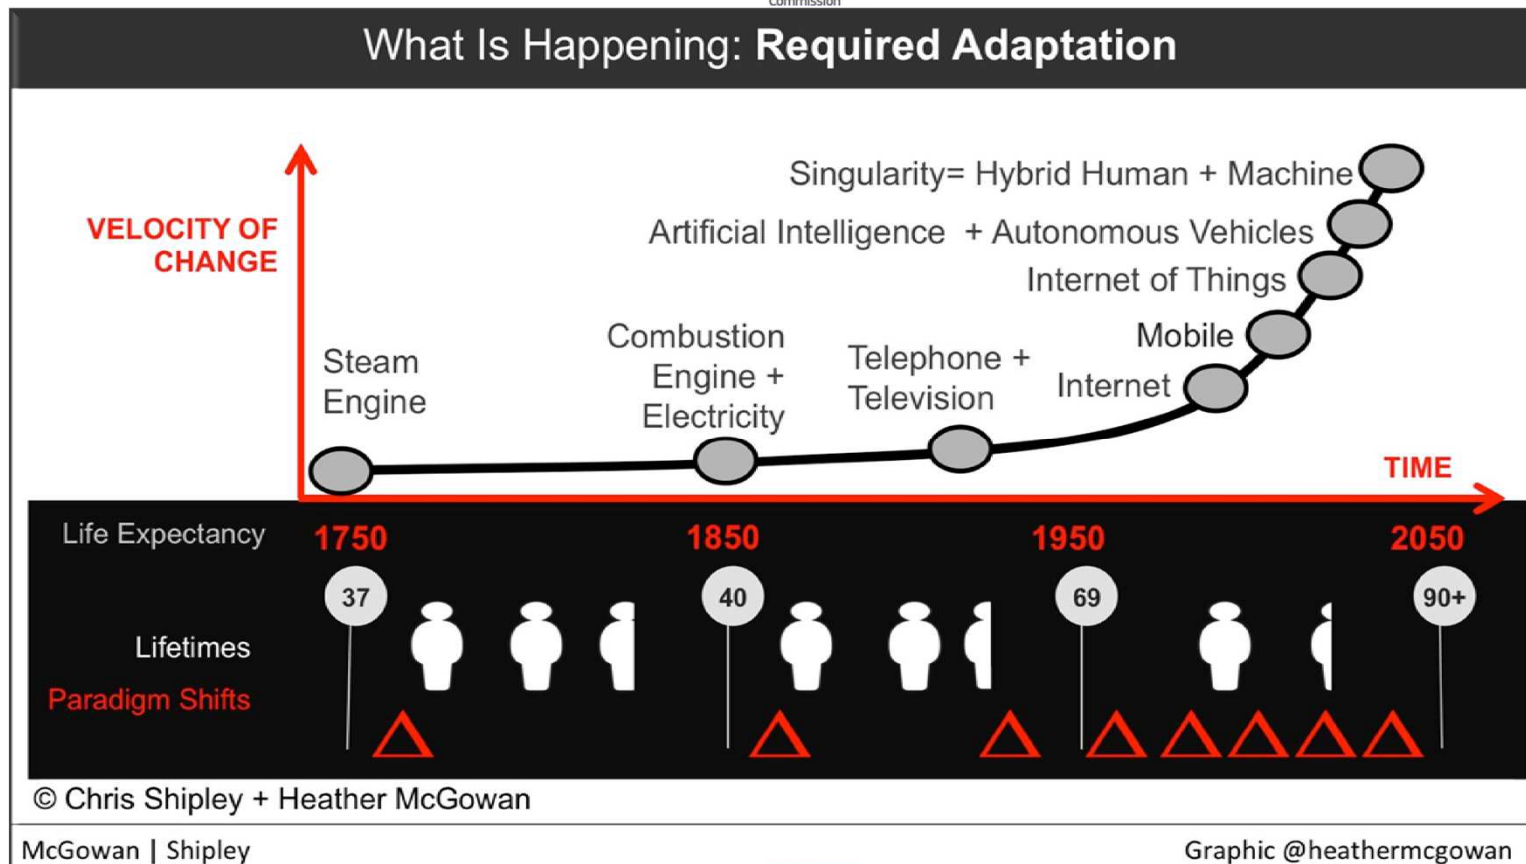 Commission
What Is Happening: Required Adaptation
VELOCITY OF
CHANGE
Singularity= Hybrid Human + Machine
Artificial Intelligence + Autonomous Vehicles
Internet of Things
Mobile
Internet
Telephone +
Television
Combustion
Engine +
Electricity
Steam
Engine
TIME
Life Expectancy
1750
1850
1950
2050
37
40
69
90+
Lifetimes
Paradigm Shifts
© Chris Shipley + Heather McGowan
McGowan | Shipley
Graphic @heathermcgowan